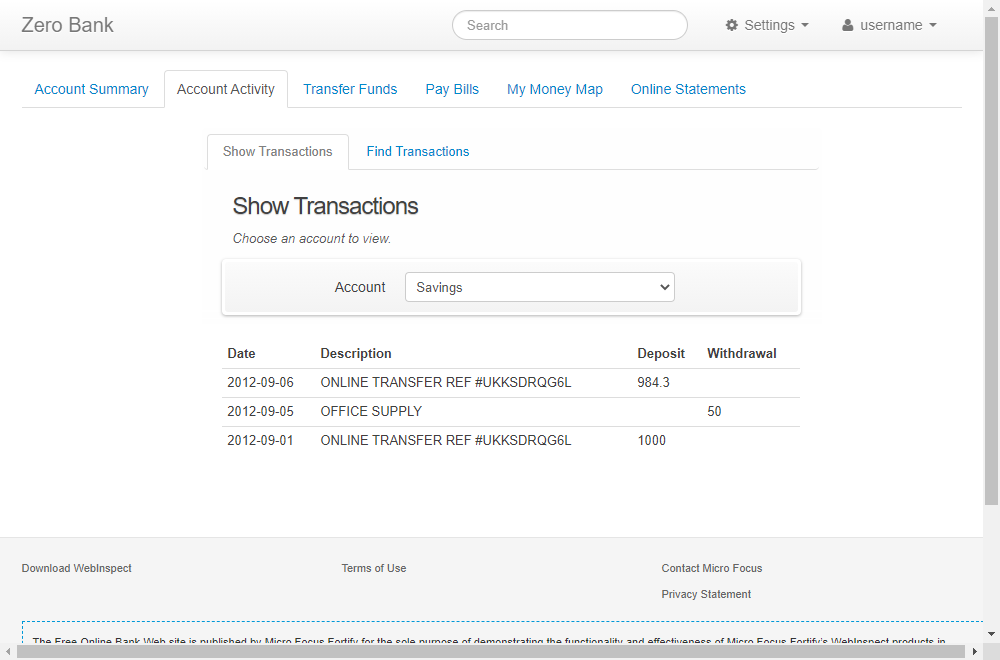 Zero Bank
Search
Settings
username
Account Summary
Account Activity
Transfer Funds
Pay Bills
My Money Map
Online Statements
Show Transactions
Find Transactions
Show Transactions
Choose an account to view.
Account
Savings
Date Description Deposit Withdrawal
2012-09-06 ONLINE TRANSFER REF #UKKSDRQG6L 984.3
2012-09-05 OFFICE SUPPLY 50
2012-09-01 ONLINE TRANSFER REF #UKKSDRQG6L 1000
Download WebInspect
Terms of Use
Contact Micro Focus
Privacy Statement
The Free Online Bank Web site is published by Micro Focus Fortify for the sole purpose of demonstrating the functionality and effectiveness of Micro Focus Fortify's WebInspect products in